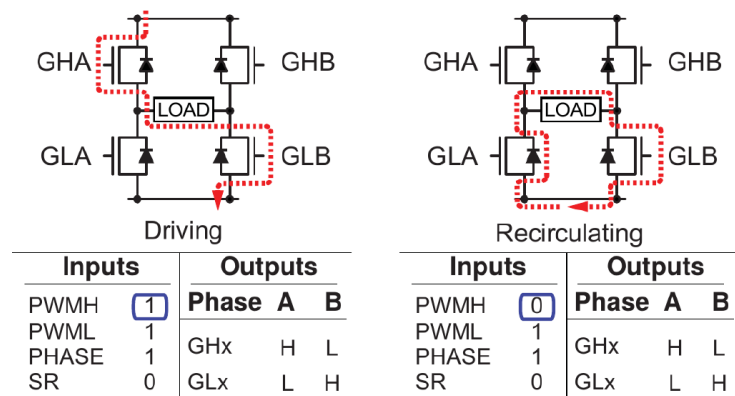 GHA GHB
LOAD
GLA GLB
Driving
Inputs Outputs
PWMH 1 Phase A B
PWML 1
PHASE 1 GHx H L
SR 0 GLx L H
GHA GHB
LOAD
GLA GLB
Recirculating
Inputs Outputs
PWMH 0 Phase A B
PWML 1
PHASE 1 GHx H L
SR 0 GLx L H